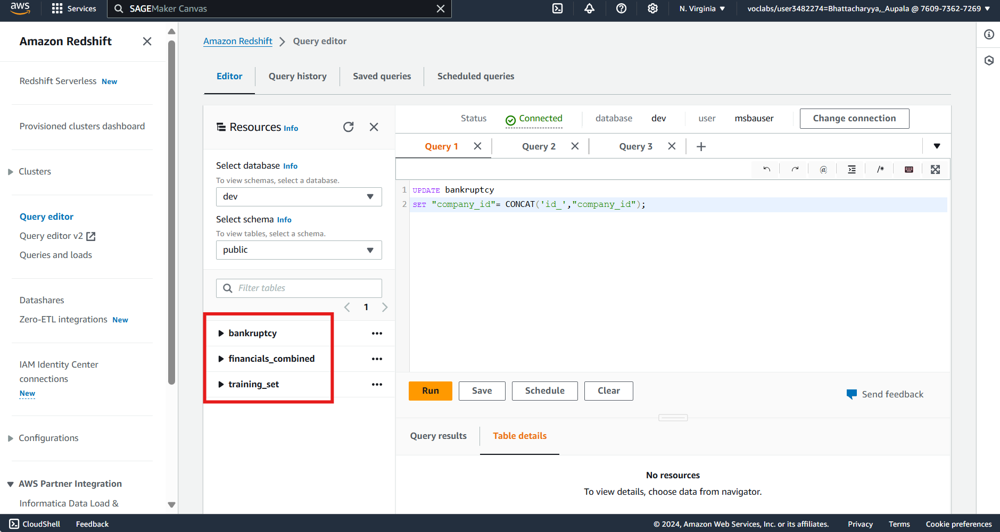 aws
Services
SAGEMaker Canvas
N. Virginia
voclabs/user3482274=Bhattacharyya,_Aupala @ 7609-7362-7269
Amazon Redshift
Redshift Serverless New
Provisioned clusters dashboard
Clusters
Query editor
Query editor v2
Queries and loads
Datashares
Zero-ETL integrations New
IAM Identity Center
connections
New
Configurations
AWS Partner Integration
Informatica Data Load &
Amazon Redshift > Query editor
Editor
Query history
Saved queries
Scheduled queries
Resources Info
Select database Info
To view schemas, select a database.
dev
Select schema Info
To view tables, select a schema.
public
Filter tables
1
bankruptcy
financials_combined
training_set
Status
Connected
database
dev
user
msbauser
Change connection
Query 1
Query 2
Query 3
@
/*
1 UPDATE bankruptcy
2 SET "company_id"= CONCAT('id_',"company_id");
Run
Save
Schedule
Clear
Send feedback
Query results
Table details
No resources
To view details, choose data from navigator.
CloudShell
Feedback
© 2024, Amazon Web Services, Inc. or its affiliates.
Privacy
Terms
Cookie preferences